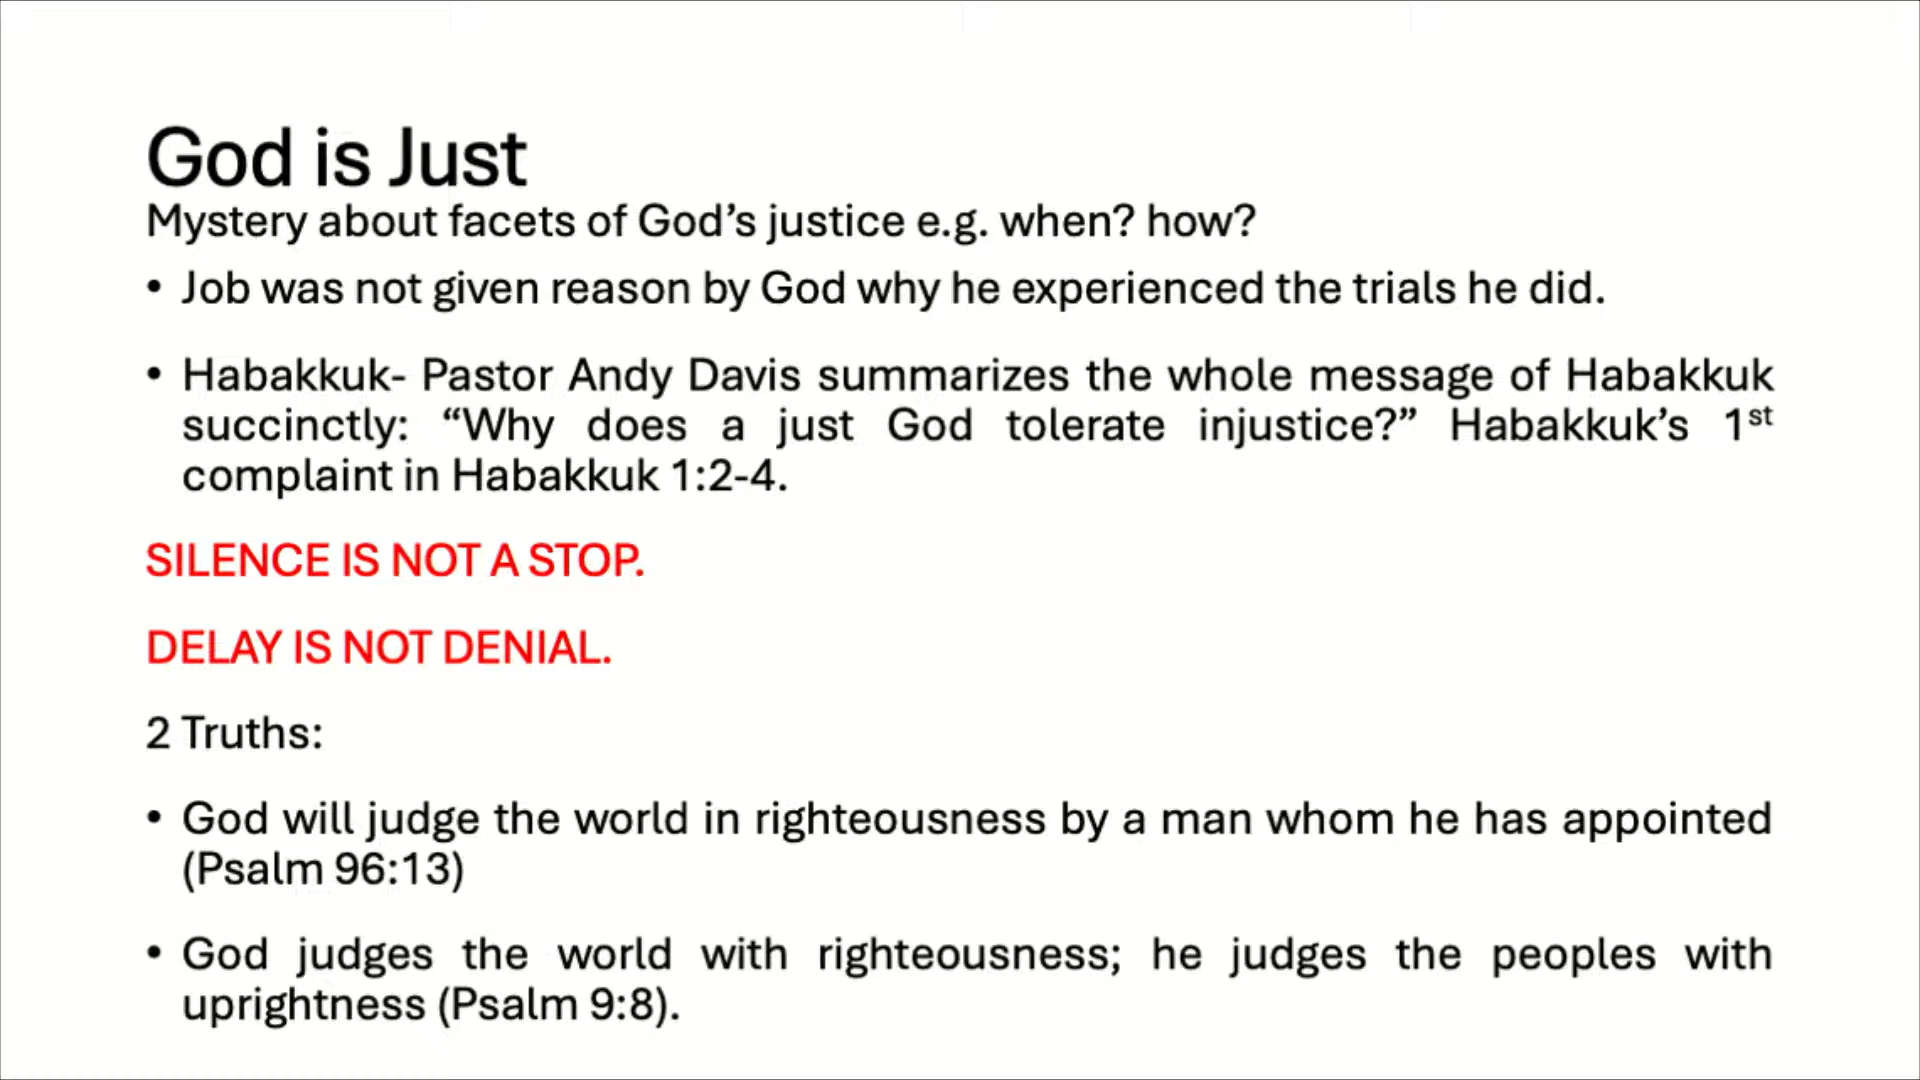 God is Just
Mystery about facets of God’s justice e.g. when? how?
• Job was not given reason by God why he experienced the trials he did.
• Habakkuk- Pastor Andy Davis summarizes the whole message of Habakkuk
succinctly: “Why does a just God tolerate injustice?” Habakkuk’s 1st
complaint in Habakkuk 1:2-4.
SILENCE IS NOT A STOP.
DELAY IS NOT DENIAL.
2 Truths:
• God will judge the world in righteousness by a man whom he has appointed
(Psalm 96:13)
• God judges the world with righteousness; he judges the peoples with
uprightness (Psalm 9:8).